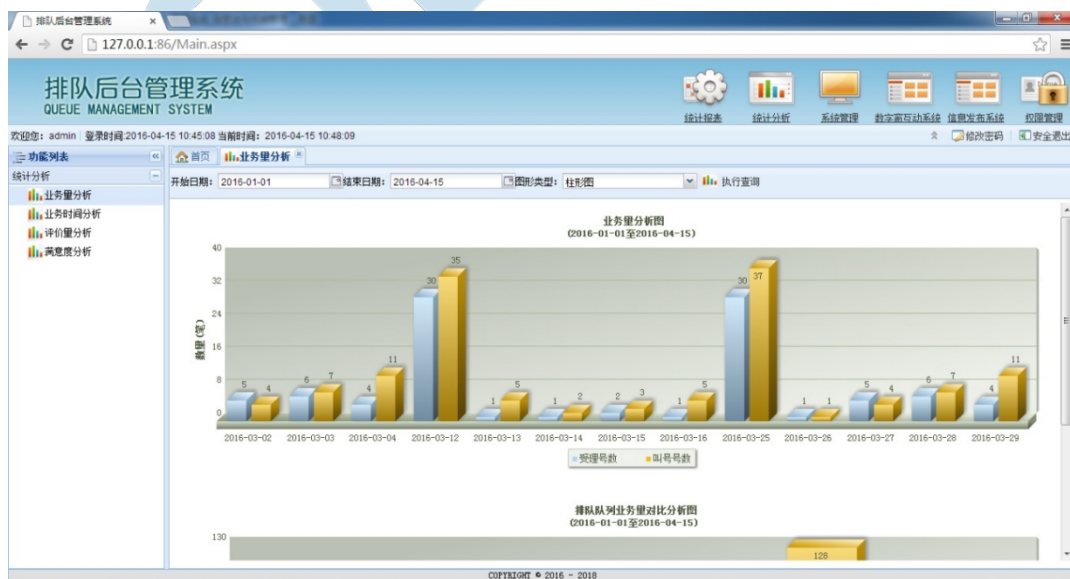 排队后台管理系统
127.0.0.1:86/Main.aspx
排队后台管理系统
QUEUE MANAGEMENT SYSTEM
统计报表 统计分析 系统管理 数字窗互动系统 信息发布系统 权限管理
欢迎您: admin 登录时间:2016-04-15 10:45:08 当前时间: 2016-04-15 10:48:09
修改密码 安全退出
功能列表
首页 业务量分析
统计分析
业务量分析
业务时间分析
评价量分析
满意度分析
开始日期: 2016-01-01 结束日期: 2016-04-15 图形类型: 柱形图 执行查询
业务量分析图
(2016-01-01至2016-04-15)
数量(笔)
40
32
24
16
8
0
5 4 6 7 4 11 30 35 1 5 1 2 2 3 1 5 30 37 1 1 5 4 6 7 4 11
2016-03-02 2016-03-03 2016-03-04 2016-03-12 2016-03-13 2016-03-14 2016-03-15 2016-03-16 2016-03-25 2016-03-26 2016-03-27 2016-03-28 2016-03-29
受理号数 叫号号数
排队队列业务量对比分析图
(2016-01-01至2016-04-15)
130
128
COPYRIGHT © 2016 - 2018